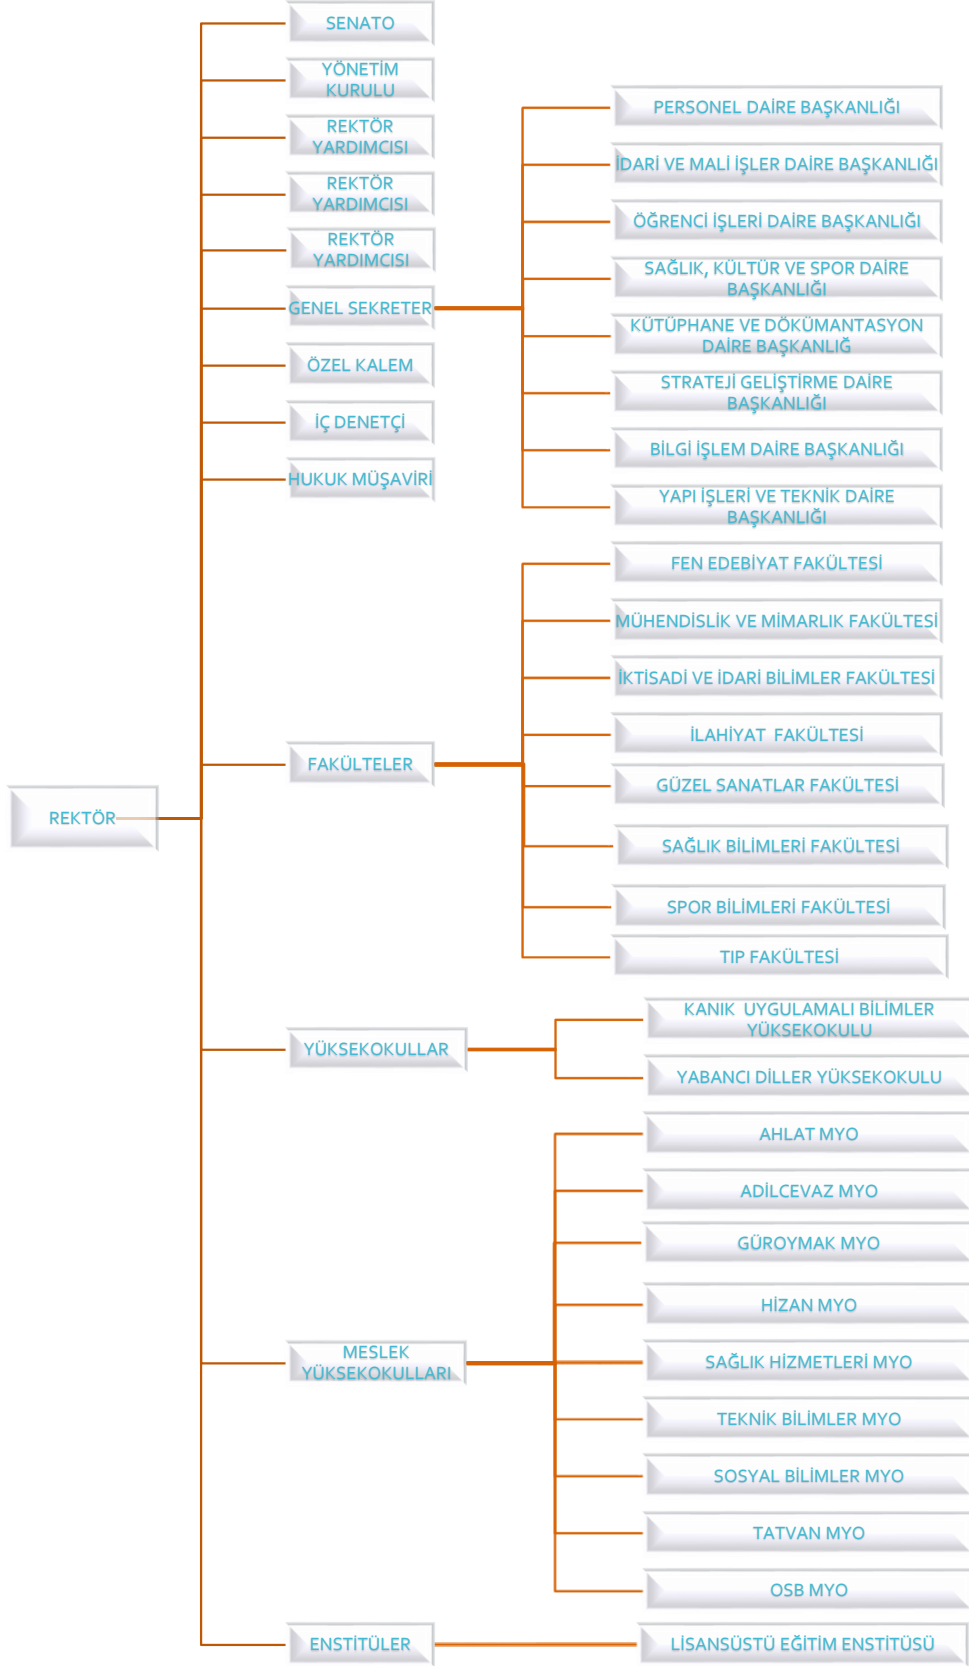 REKTÖR
SENATO
YÖNETİM
KURULU
REKTÖR
YARDIMCISI
REKTÖR
YARDIMCISI
REKTÖR
YARDIMCISI
GENEL SEKRETER
PERSONEL DAİRE BAŞKANLIĞI
İDARİ VE MALİ İŞLER DAİRE BAŞKANLIĞI
ÖĞRENCİ İŞLERİ DAİRE BAŞKANLIĞI
SAĞLIK, KÜLTÜR VE SPOR DAİRE
BAŞKANLIĞI
KÜTÜPHANE VE DÖKÜMANTASYON
DAİRE BAŞKANLIĞ
STRATEJİ GELİŞTİRME DAİRE
BAŞKANLIĞI
BİLGİ İŞLEM DAİRE BAŞKANLIĞI
YAPI İŞLERİ VE TEKNİK DAİRE
BAŞKANLIĞI
ÖZEL KALEM
İÇ DENETÇİ
HUKUK MÜŞAVİRİ
FAKÜLTELER
FEN EDEBİYAT FAKÜLTESİ
MÜHENDİSLİK VE MİMARLIK FAKÜLTESİ
İKTİSADİ VE İDARİ BİLİMLER FAKÜLTESİ
İLAHİYAT  FAKÜLTESİ
GÜZEL SANATLAR FAKÜLTESİ
SAĞLIK BİLİMLERİ FAKÜLTESİ
SPOR BİLİMLERİ FAKÜLTESİ
TIP FAKÜLTESİ
YÜKSEKOKULLAR
KANIK  UYGULAMALI BİLİMLER
YÜKSEKOKULU
YABANCI DİLLER YÜKSEKOKULU
MESLEK
YÜKSEKOKULLARI
AHLAT MYO
ADİLCEVAZ MYO
GÜROYMAK MYO
HİZAN MYO
SAĞLIK HİZMETLERİ MYO
TEKNİK BİLİMLER MYO
SOSYAL BİLİMLER MYO
TATVAN MYO
OSB MYO
ENSTİTÜLER
LİSANSÜSTÜ EĞİTİM ENSTİTÜSÜ